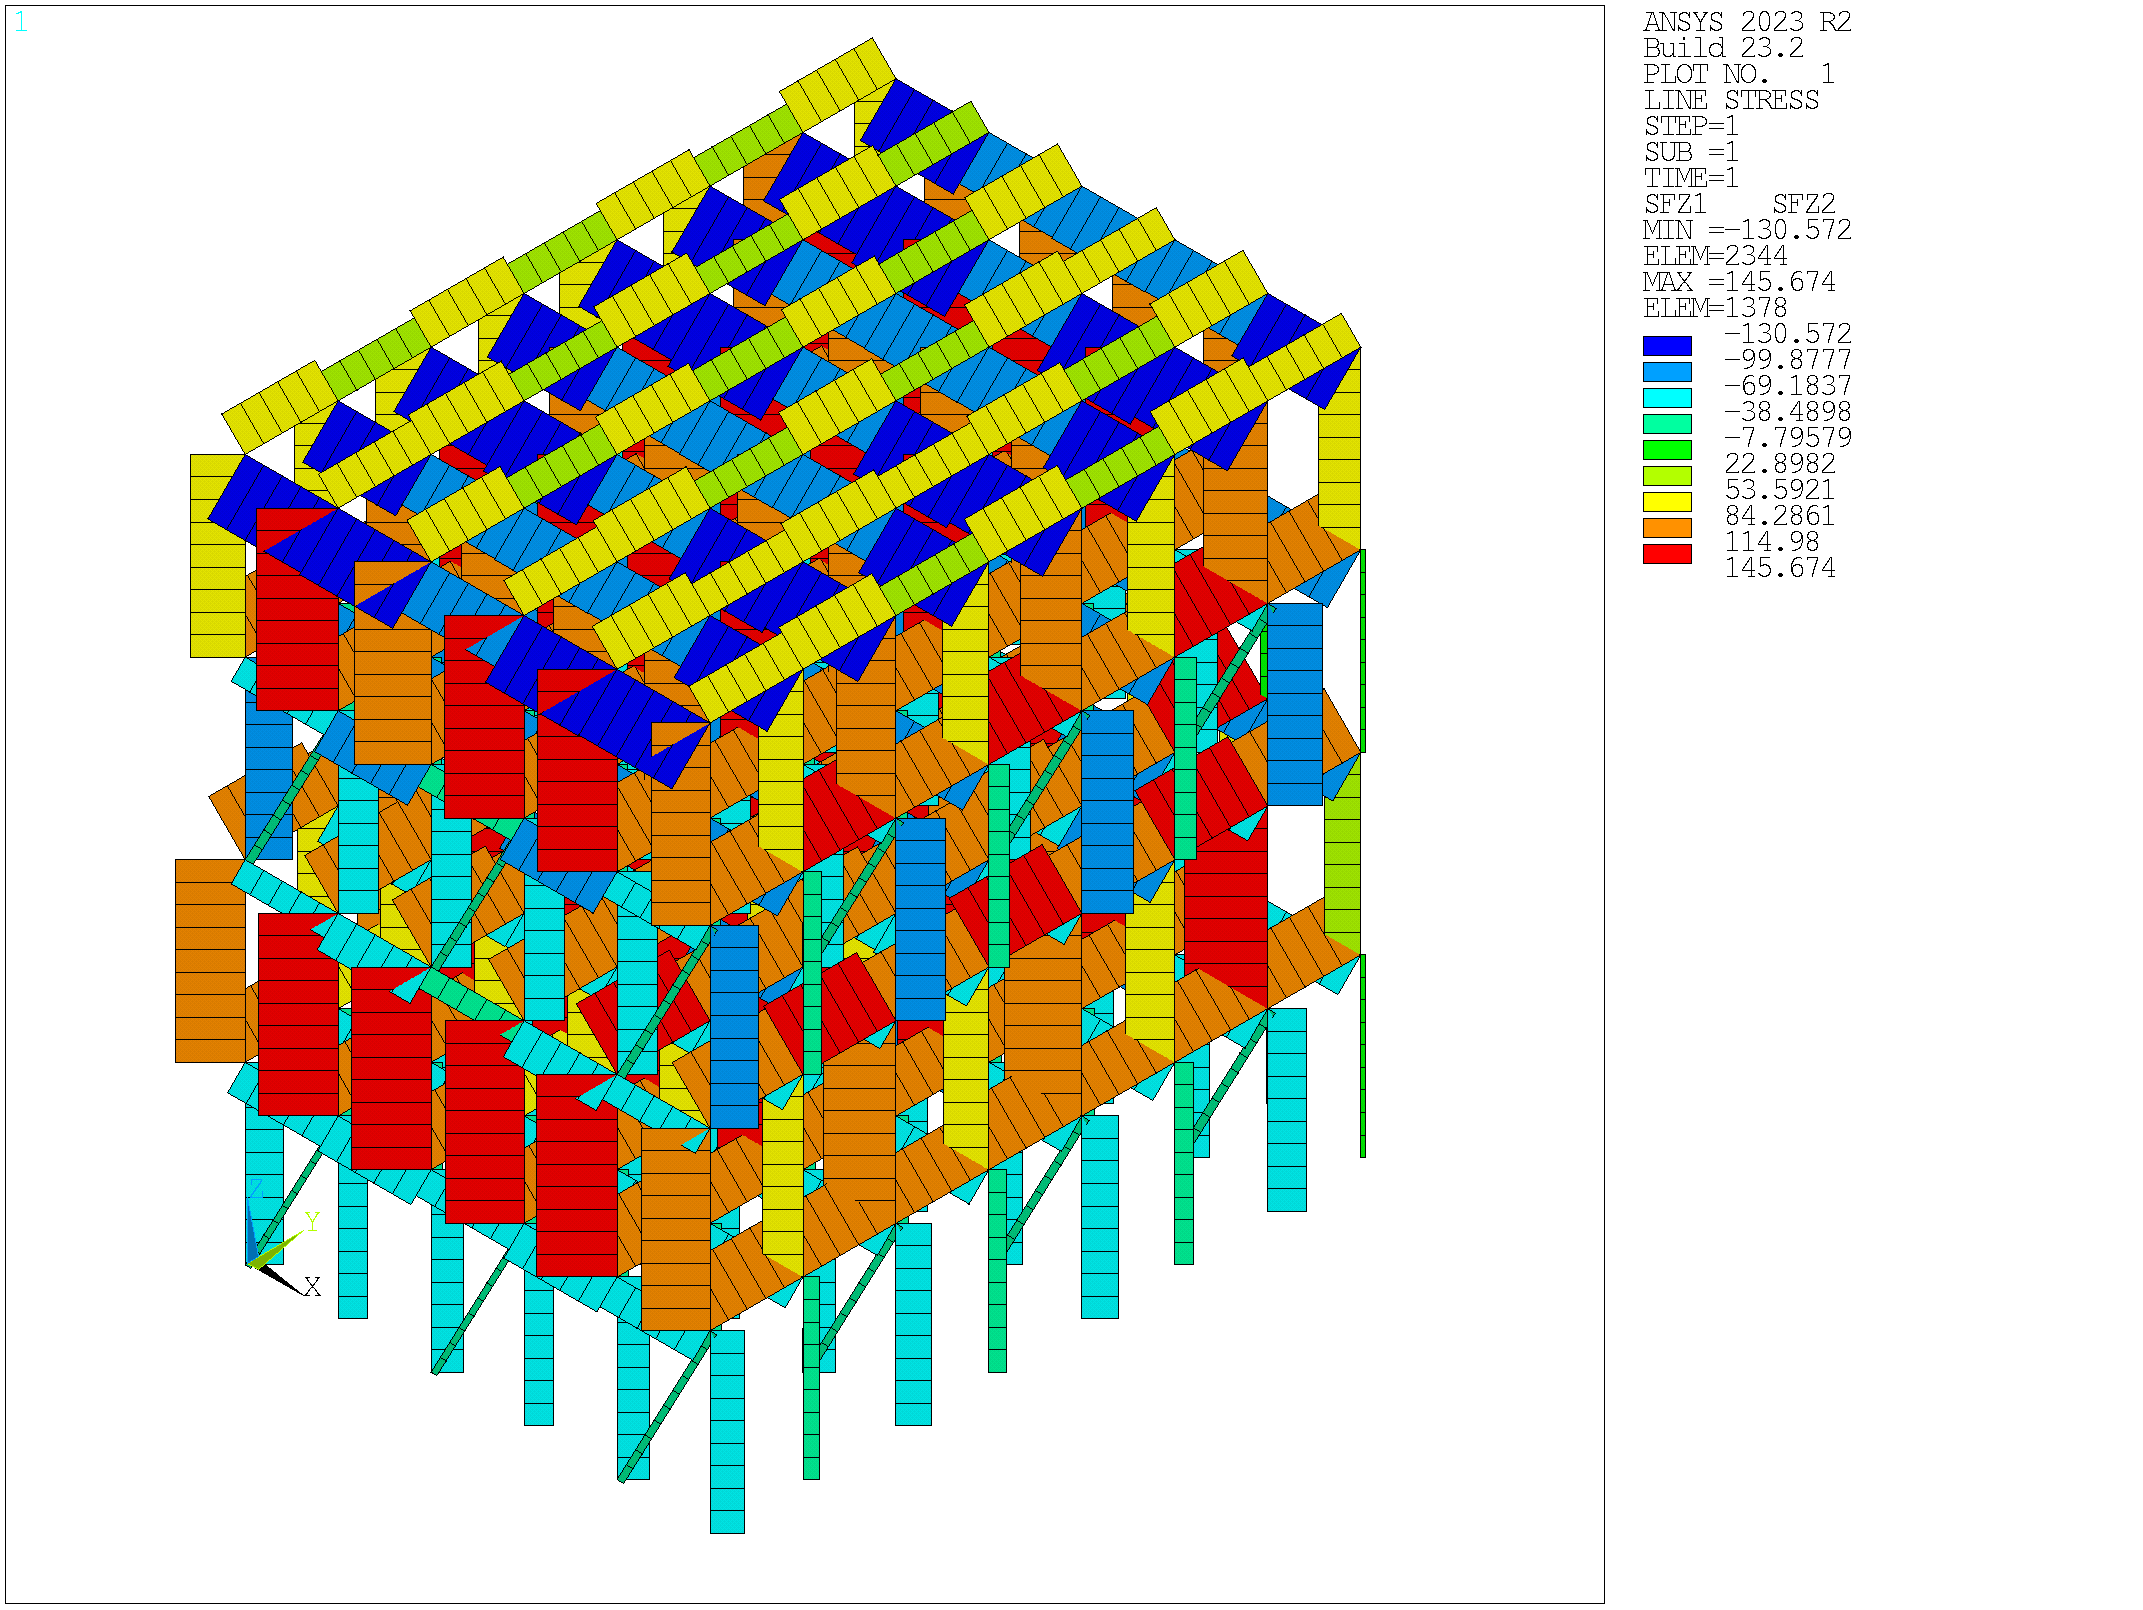 1
ANSYS 2023 R2
Build 23.2
PLOT NO.   1
LINE STRESS
STEP=1
SUB =1
TIME=1
SFZ1    SFZ2
MIN =-130.572
ELEM=2344
MAX =145.674
ELEM=1378
-130.572
-99.8777
-69.1837
-38.4898
-7.79579
22.8982
53.5921
84.2861
114.98
145.674
Z
Y
X